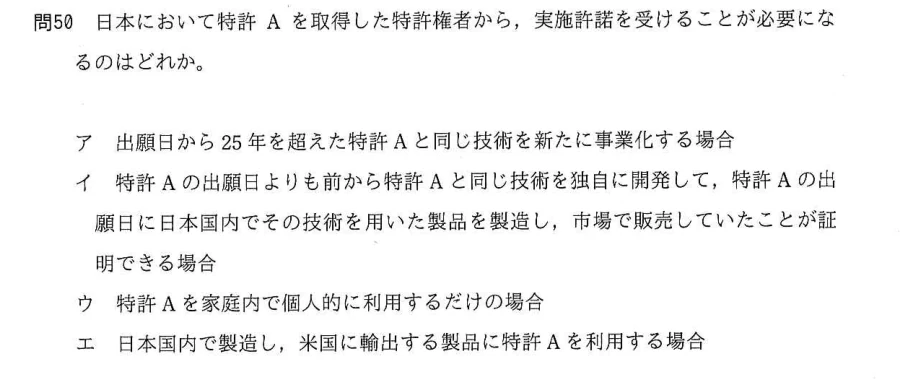 問50 日本において特許 A を取得した特許権者から，実施許諾を受けることが必要にな
るのはどれか。
ア 出願日から 25 年を超えた特許 A と同じ技術を新たに事業化する場合
イ 特許 A の出願日よりも前から特許 A と同じ技術を独自に開発して，特許 A の出
願日に日本国内でその技術を用いた製品を製造し，市場で販売していたことが証
明できる場合
ウ 特許 A を家庭内で個人的に利用するだけの場合
エ 日本国内で製造し，米国に輸出する製品に特許 A を利用する場合